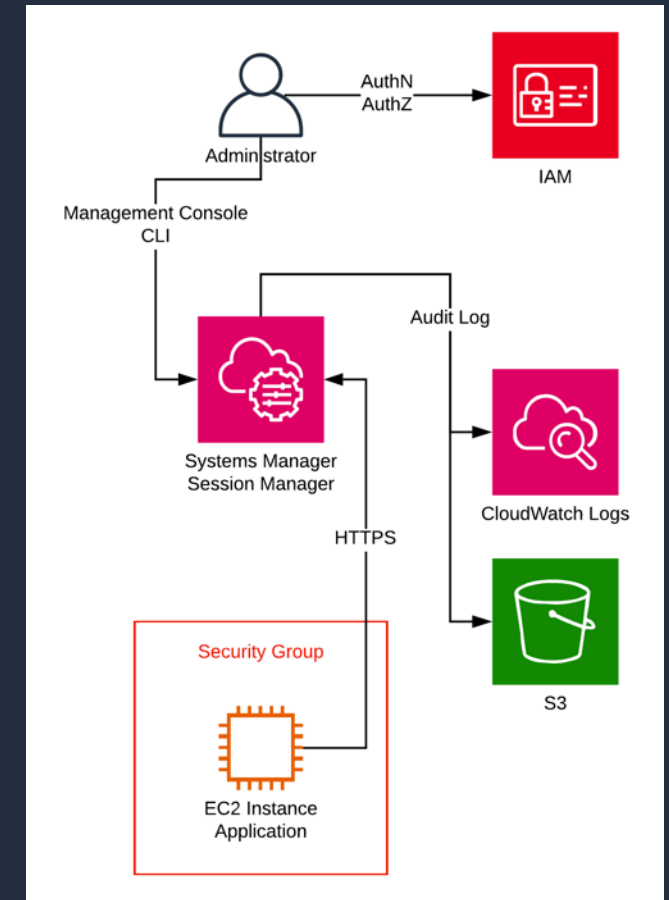 AuthN
AuthZ
Administrator
IAM
Management Console
CLI
Audit Log
Systems Manager
Session Manager
CloudWatch Logs
HTTPS
Security Group
S3
EC2 Instance
Application